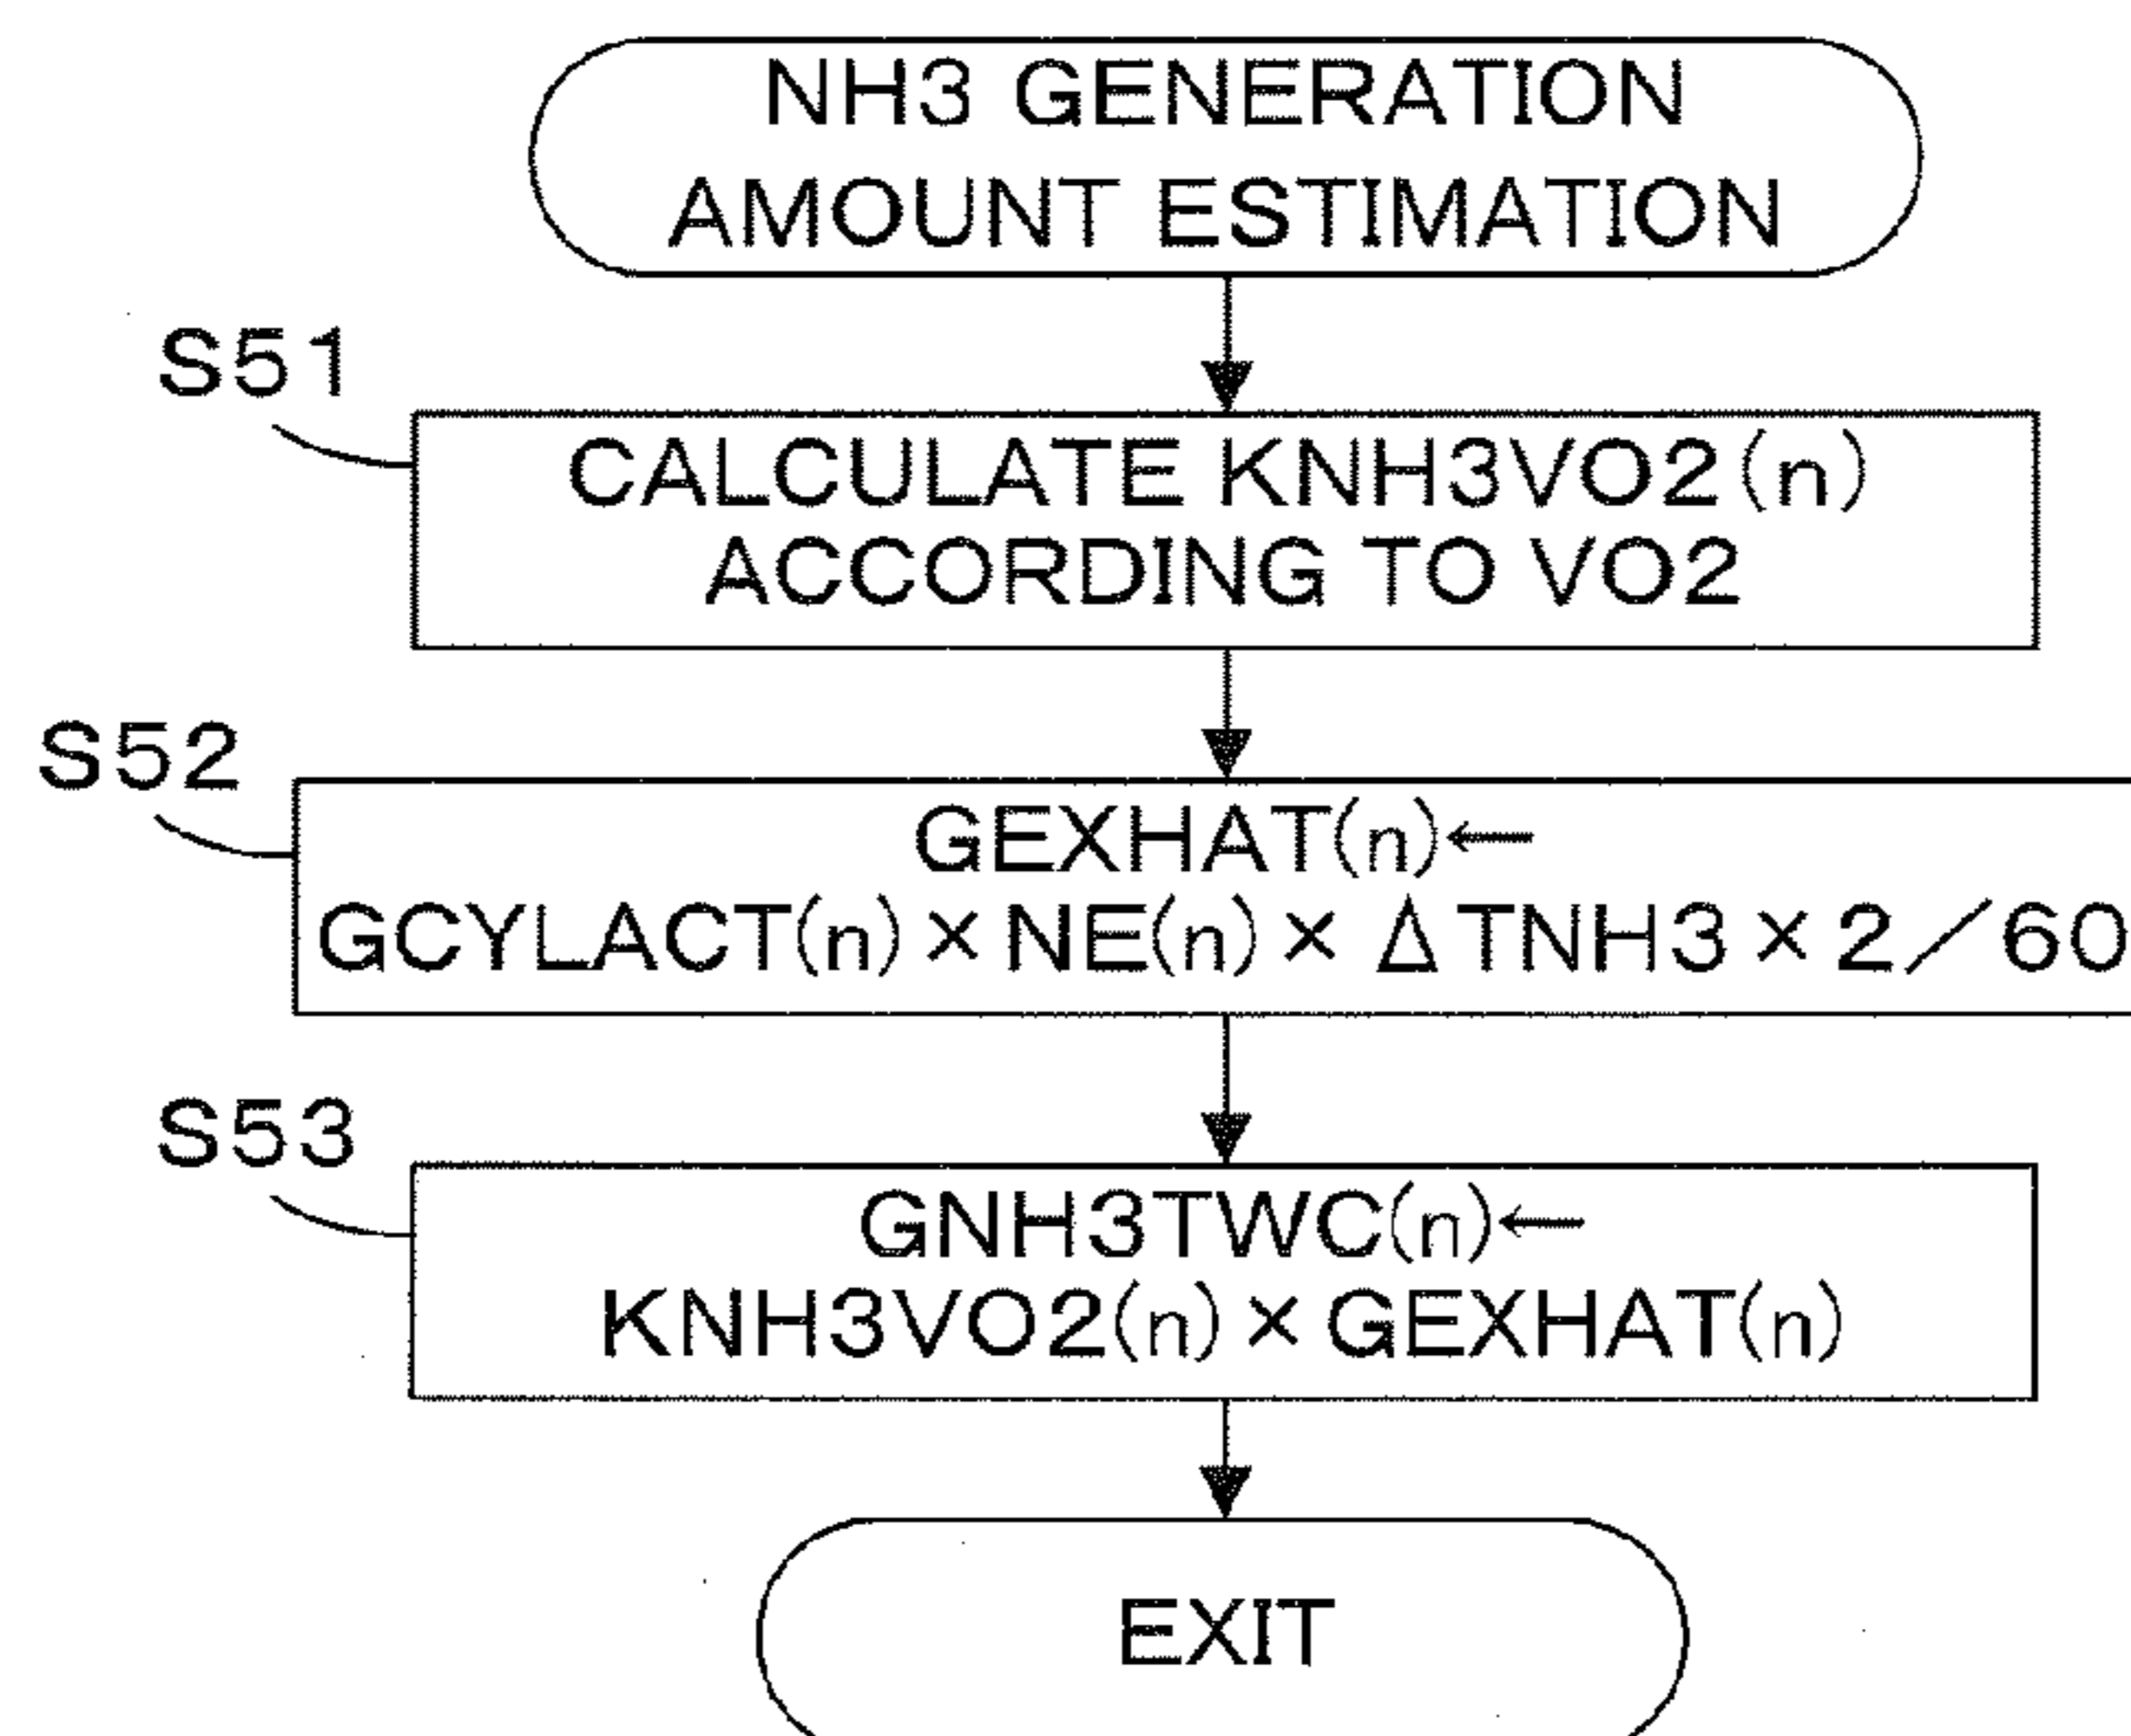 NH3 GENERATION
AMOUNT ESTIMATION
S51
CALCULATE KNH3VO2(n)
ACCORDING TO VO2
S52
GEXHAT(n)←
GCYLACT(n)×NE(n)×ΔTNH3×2/60
S53
GNH3TWC(n)←
KNH3VO2(n)×GEXHAT(n)
EXIT